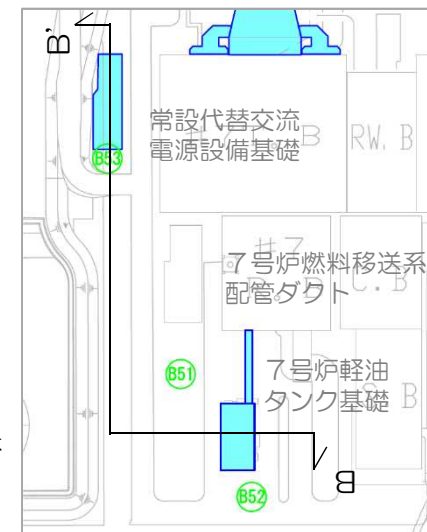 B'
常設代替交流
電源設備基礎
#7 T. B
RW. B
B53
#7
R. B
C. B
7号炉燃料移送系
配管ダクト
B51
7号炉軽油
タンク基礎
S. B
B
B52